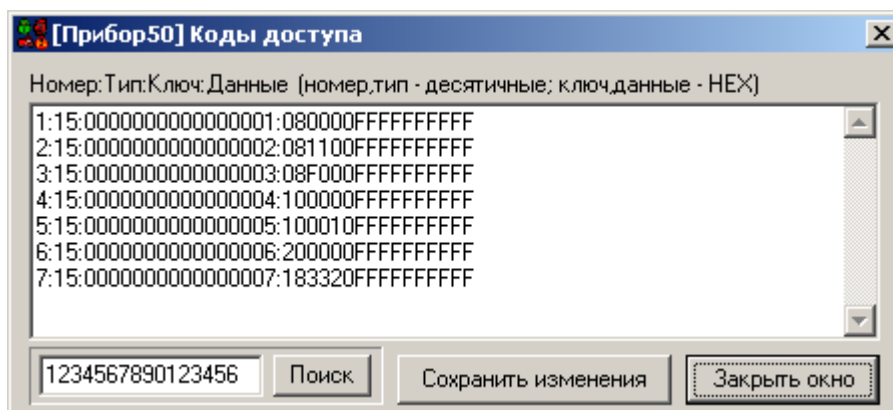 [Прибор50] Коды доступа
Номер:Тип:Ключ:Данные (номер,тип - десятичные; ключ,данные - HEX)
1:15:0000000000000001:080000FFFFFFFFFF
2:15:0000000000000002:081100FFFFFFFFFF
3:15:0000000000000003:08F000FFFFFFFFFF
4:15:0000000000000004:100000FFFFFFFFFF
5:15:0000000000000005:100010FFFFFFFFFF
6:15:0000000000000006:200000FFFFFFFFFF
7:15:0000000000000007:183320FFFFFFFFFF
1234567890123456 Поиск Сохранить изменения Закрыть окно